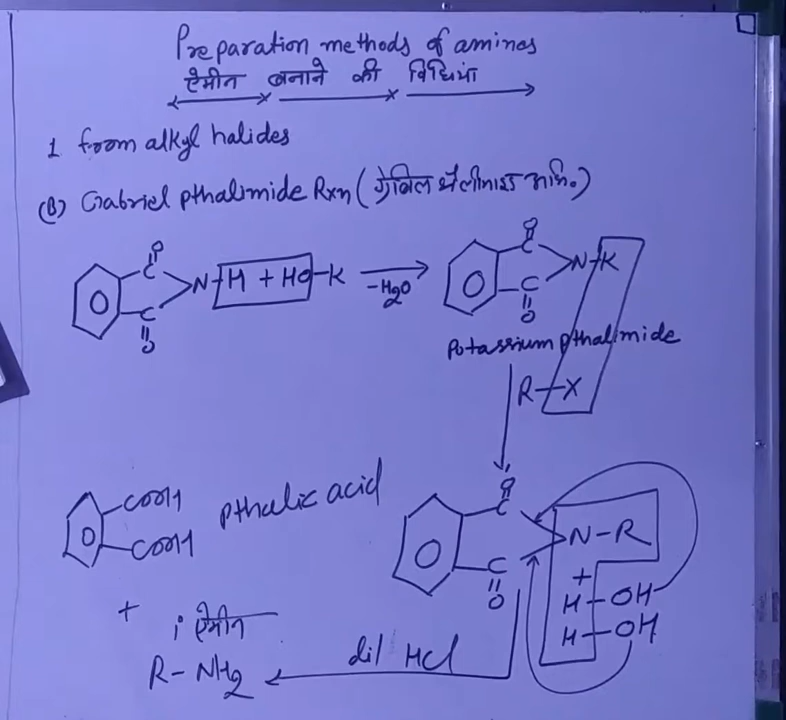 Preparation methods of amines
ऐमीन बनाने की विधियां
1 from alkyl halides
(B) Gabriel pthalimide Rxn (ग्रेबिल थैलीमाइड अभि०)
O C N-H + HO-K -H2O O C N-K
C O C O
Potassium pthalimide
R-X
COOH
COOH
pthalic acid
O C N-R
C O
+
H-OH
H-OH
+
i ऐमीन
R-NH2
dil HCl